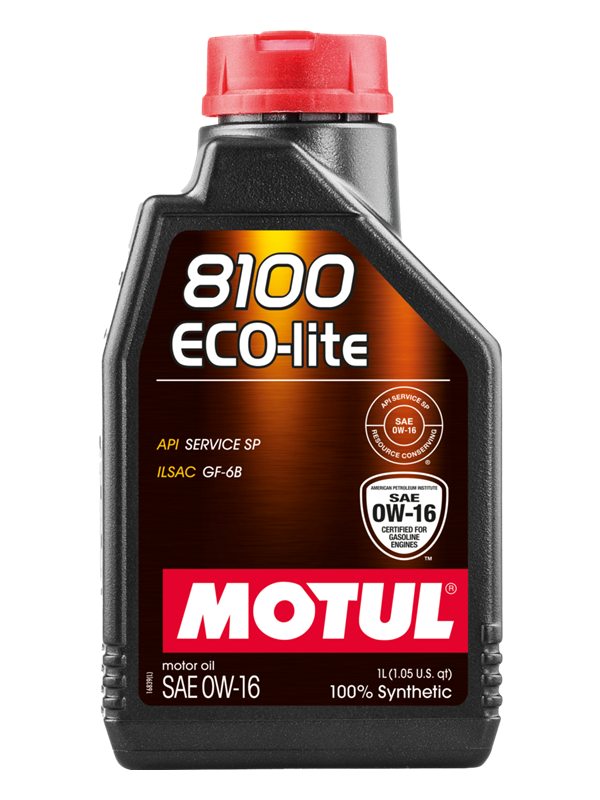 8100
ECO-lite
API SERVICE SP
ILSAC GF-6B
API SERVICE SP
SAE
0W-16
RESOURCE CONSERVING
®
AMERICAN PETROLEUM INSTITUTE
SAE
0W-16
CERTIFIED FOR
GASOLINE
ENGINES
™
MOTUL®
motor oil
SAE 0W-16
1L (1.05 U.S. qt)
100% Synthetic
16839(L)